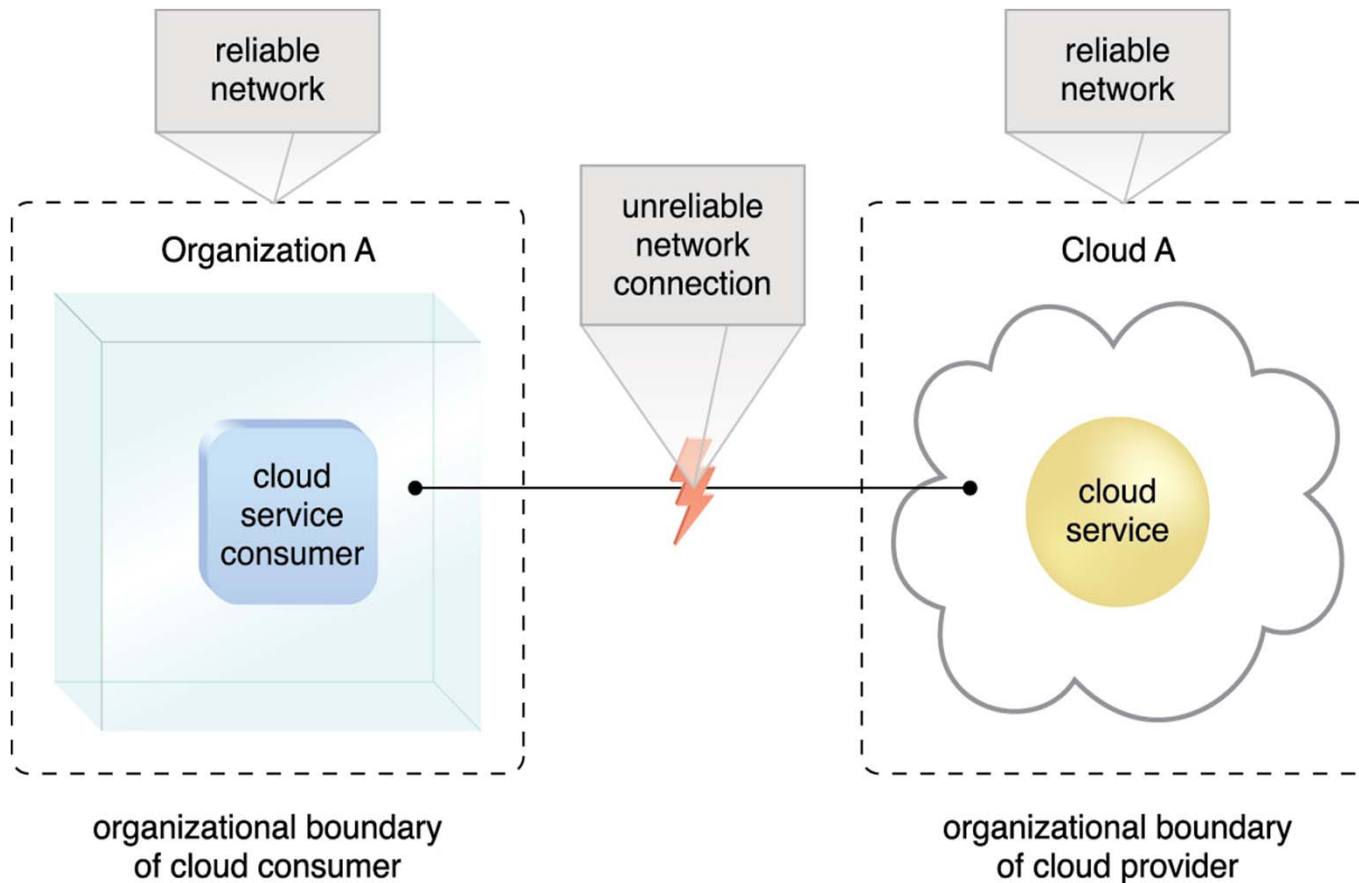 reliable
network
reliable
network
unreliable
network
connection
Organization A
Cloud A
cloud
service
consumer
cloud
service
organizational boundary
of cloud consumer
organizational boundary
of cloud provider